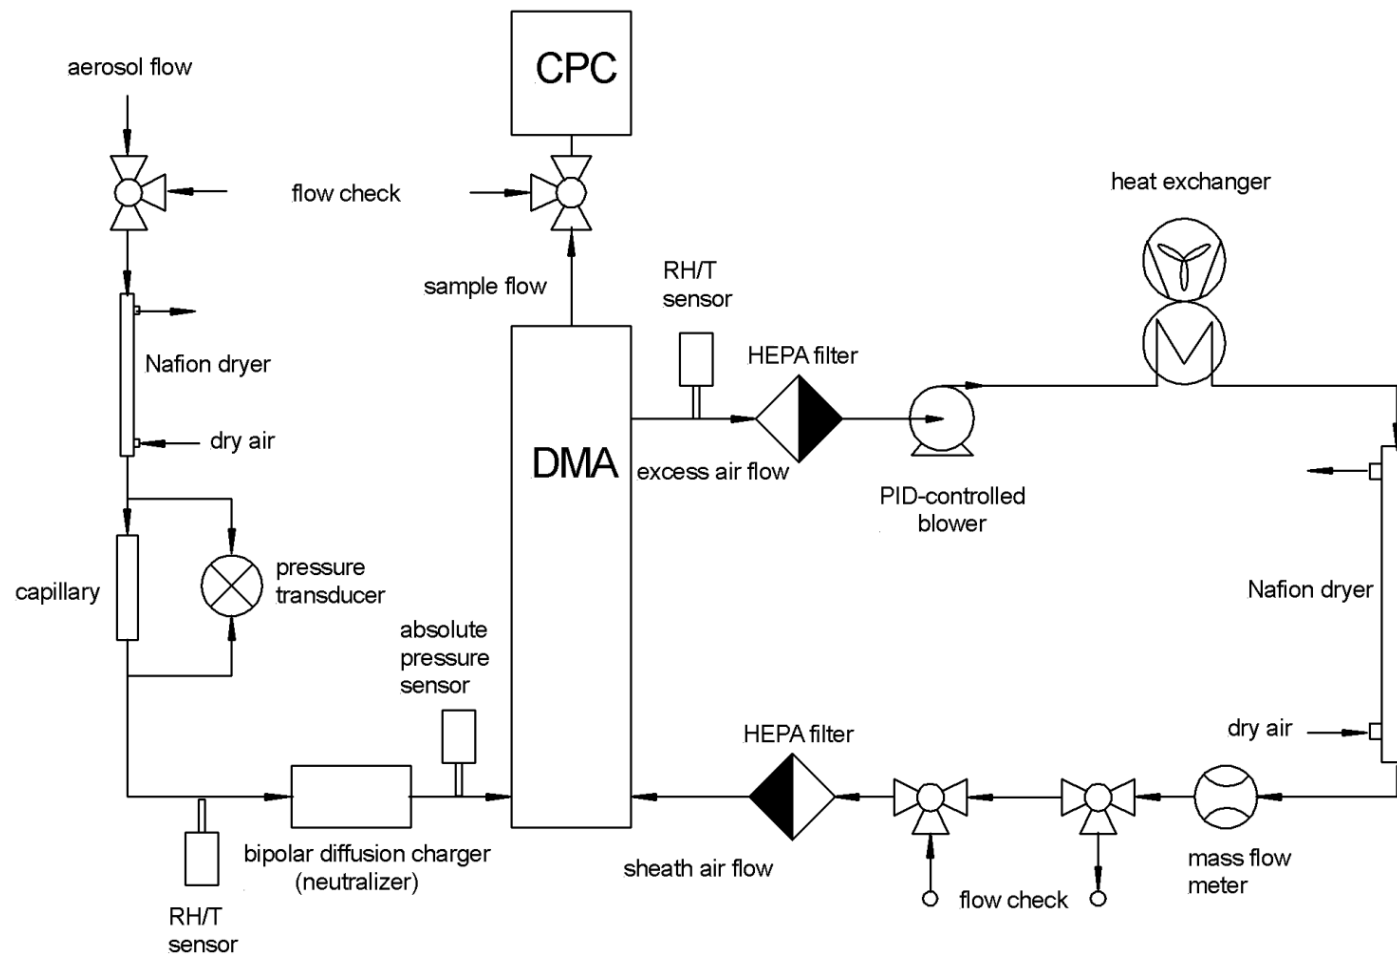 CPC
aerosol flow
flow check
heat exchanger
sample flow
RH/T
sensor
HEPA filter
Nafion dryer
dry air
DMA
excess air flow
PID-controlled
blower
capillary
pressure
transducer
Nafion dryer
absolute
pressure
sensor
dry air
HEPA filter
bipolar diffusion charger
(neutralizer)
sheath air flow
flow check
mass flow
meter
RH/T
sensor